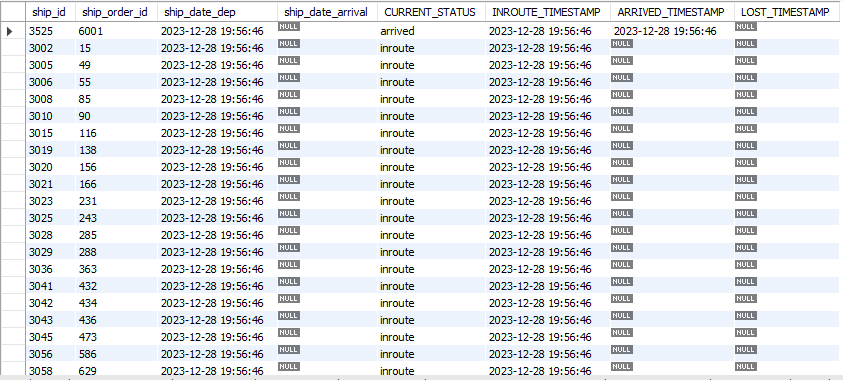 ship_id ship_order_id ship_date_dep ship_date_arrival CURRENT_STATUS INROUTE_TIMESTAMP ARRIVED_TIMESTAMP LOST_TIMESTAMP
3525 6001 2023-12-28 19:56:46 NULL arrived 2023-12-28 19:56:46 2023-12-28 19:56:46 NULL
3002 15 2023-12-28 19:56:46 NULL inroute 2023-12-28 19:56:46 NULL NULL
3005 49 2023-12-28 19:56:46 NULL inroute 2023-12-28 19:56:46 NULL NULL
3006 55 2023-12-28 19:56:46 NULL inroute 2023-12-28 19:56:46 NULL NULL
3008 85 2023-12-28 19:56:46 NULL inroute 2023-12-28 19:56:46 NULL NULL
3010 90 2023-12-28 19:56:46 NULL inroute 2023-12-28 19:56:46 NULL NULL
3015 116 2023-12-28 19:56:46 NULL inroute 2023-12-28 19:56:46 NULL NULL
3019 138 2023-12-28 19:56:46 NULL inroute 2023-12-28 19:56:46 NULL NULL
3020 156 2023-12-28 19:56:46 NULL inroute 2023-12-28 19:56:46 NULL NULL
3021 166 2023-12-28 19:56:46 NULL inroute 2023-12-28 19:56:46 NULL NULL
3023 231 2023-12-28 19:56:46 NULL inroute 2023-12-28 19:56:46 NULL NULL
3025 243 2023-12-28 19:56:46 NULL inroute 2023-12-28 19:56:46 NULL NULL
3028 285 2023-12-28 19:56:46 NULL inroute 2023-12-28 19:56:46 NULL NULL
3029 288 2023-12-28 19:56:46 NULL inroute 2023-12-28 19:56:46 NULL NULL
3036 363 2023-12-28 19:56:46 NULL inroute 2023-12-28 19:56:46 NULL NULL
3041 432 2023-12-28 19:56:46 NULL inroute 2023-12-28 19:56:46 NULL NULL
3042 434 2023-12-28 19:56:46 NULL inroute 2023-12-28 19:56:46 NULL NULL
3043 436 2023-12-28 19:56:46 NULL inroute 2023-12-28 19:56:46 NULL NULL
3045 473 2023-12-28 19:56:46 NULL inroute 2023-12-28 19:56:46 NULL NULL
3056 586 2023-12-28 19:56:46 NULL inroute 2023-12-28 19:56:46 NULL NULL
3058 629 2023-12-28 19:56:46 NULL inroute 2023-12-28 19:56:46 NULL NULL